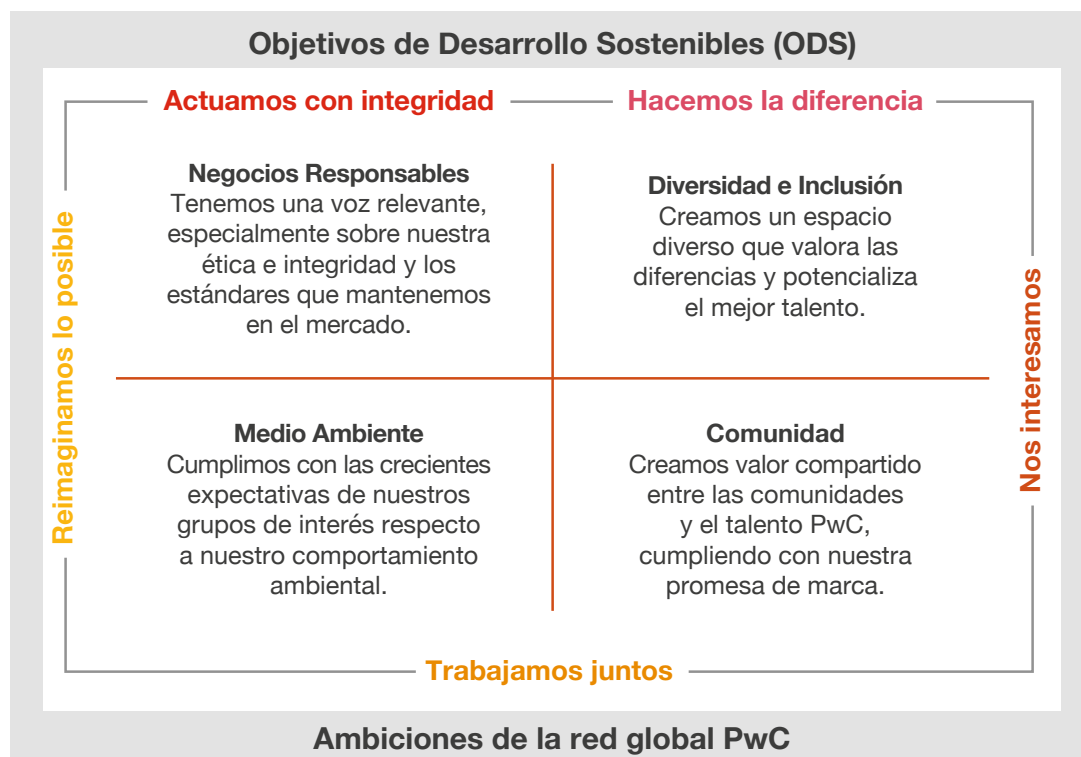 Objetivos de Desarrollo Sostenibles (ODS)
Actuamos con integridad
Hacemos la diferencia
Reimaginamos lo posible
Negocios Responsables
Tenemos una voz relevante,
especialmente sobre nuestra
ética e integridad y los
estándares que mantenemos
en el mercado.
Diversidad e Inclusión
Creamos un espacio
diverso que valora las
diferencias y potencializa
el mejor talento.
Nos interesamos
Medio Ambiente
Cumplimos con las crecientes
expectativas de nuestros
grupos de interés respecto
a nuestro comportamiento
ambiental.
Comunidad
Creamos valor compartido
entre las comunidades
y el talento PwC,
cumpliendo con nuestra
promesa de marca.
Trabajamos juntos
Ambiciones de la red global PwC